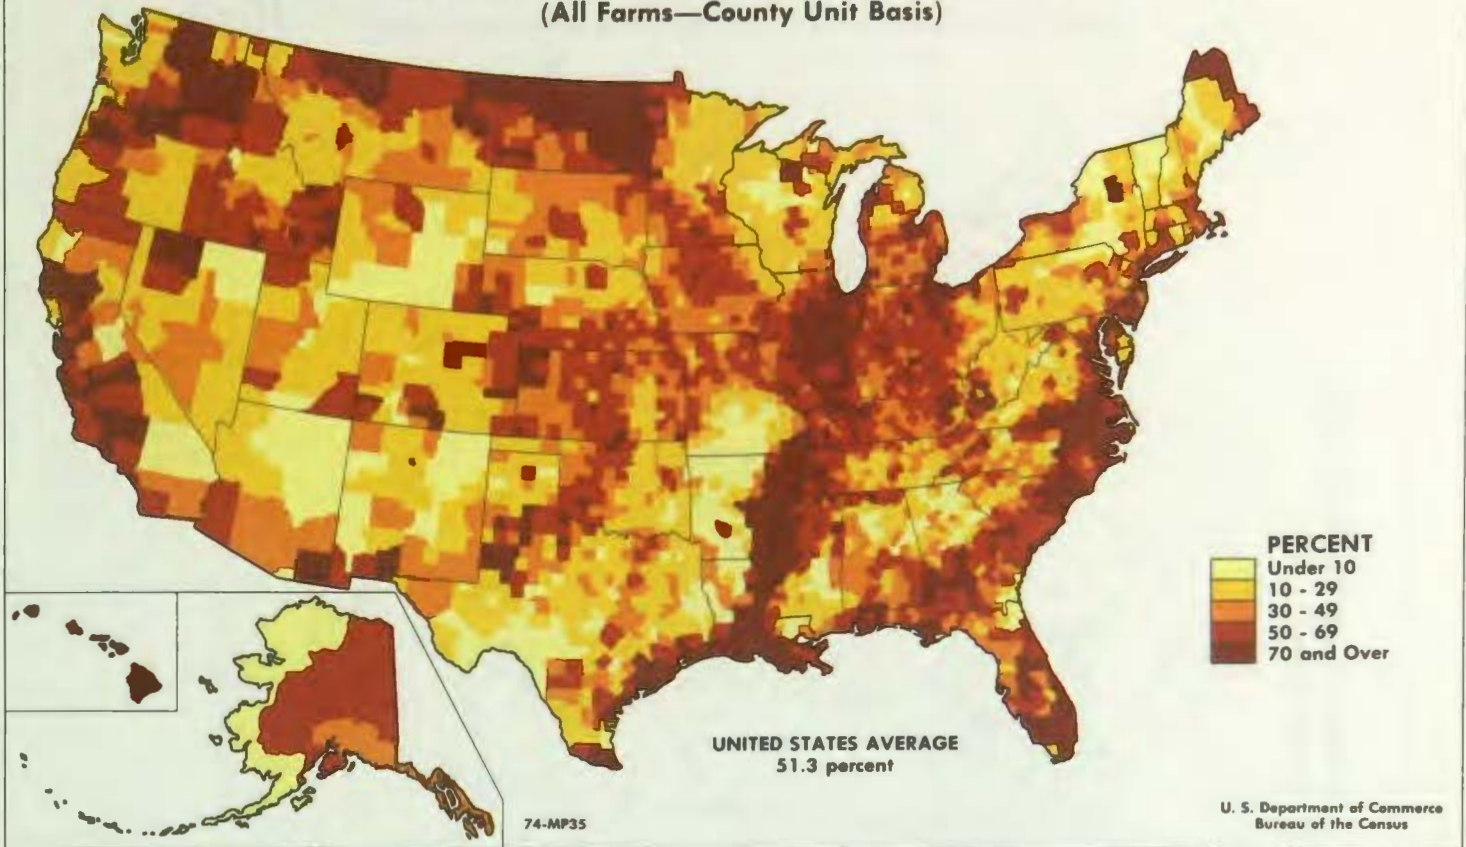 (All Farms—County Unit Basis)
PERCENT
Under 10
10 - 29
30 - 49
50 - 69
70 and Over
UNITED STATES AVERAGE
51.3 percent
74-MP35
U. S. Department of Commerce
Bureau of the Census